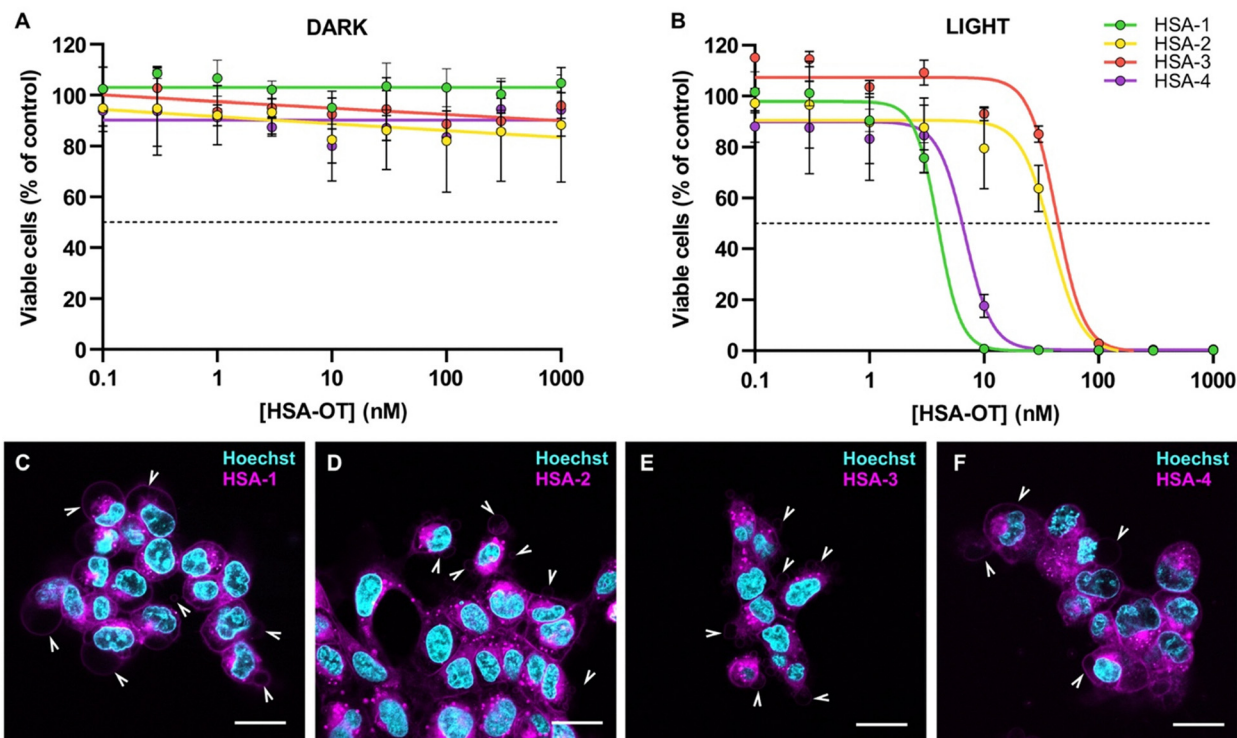 A
DARK
Viable cells (% of control)
120
100
80
60
40
20
0
0.1 1 10 100 1000
[HSA-OT] (nM)
B
LIGHT
HSA-1
HSA-2
HSA-3
HSA-4
Viable cells (% of control)
120
100
80
60
40
20
0
0.1 1 10 100 1000
[HSA-OT] (nM)
C
Hoechst
HSA-1
D
Hoechst
HSA-2
E
Hoechst
HSA-3
F
Hoechst
HSA-4